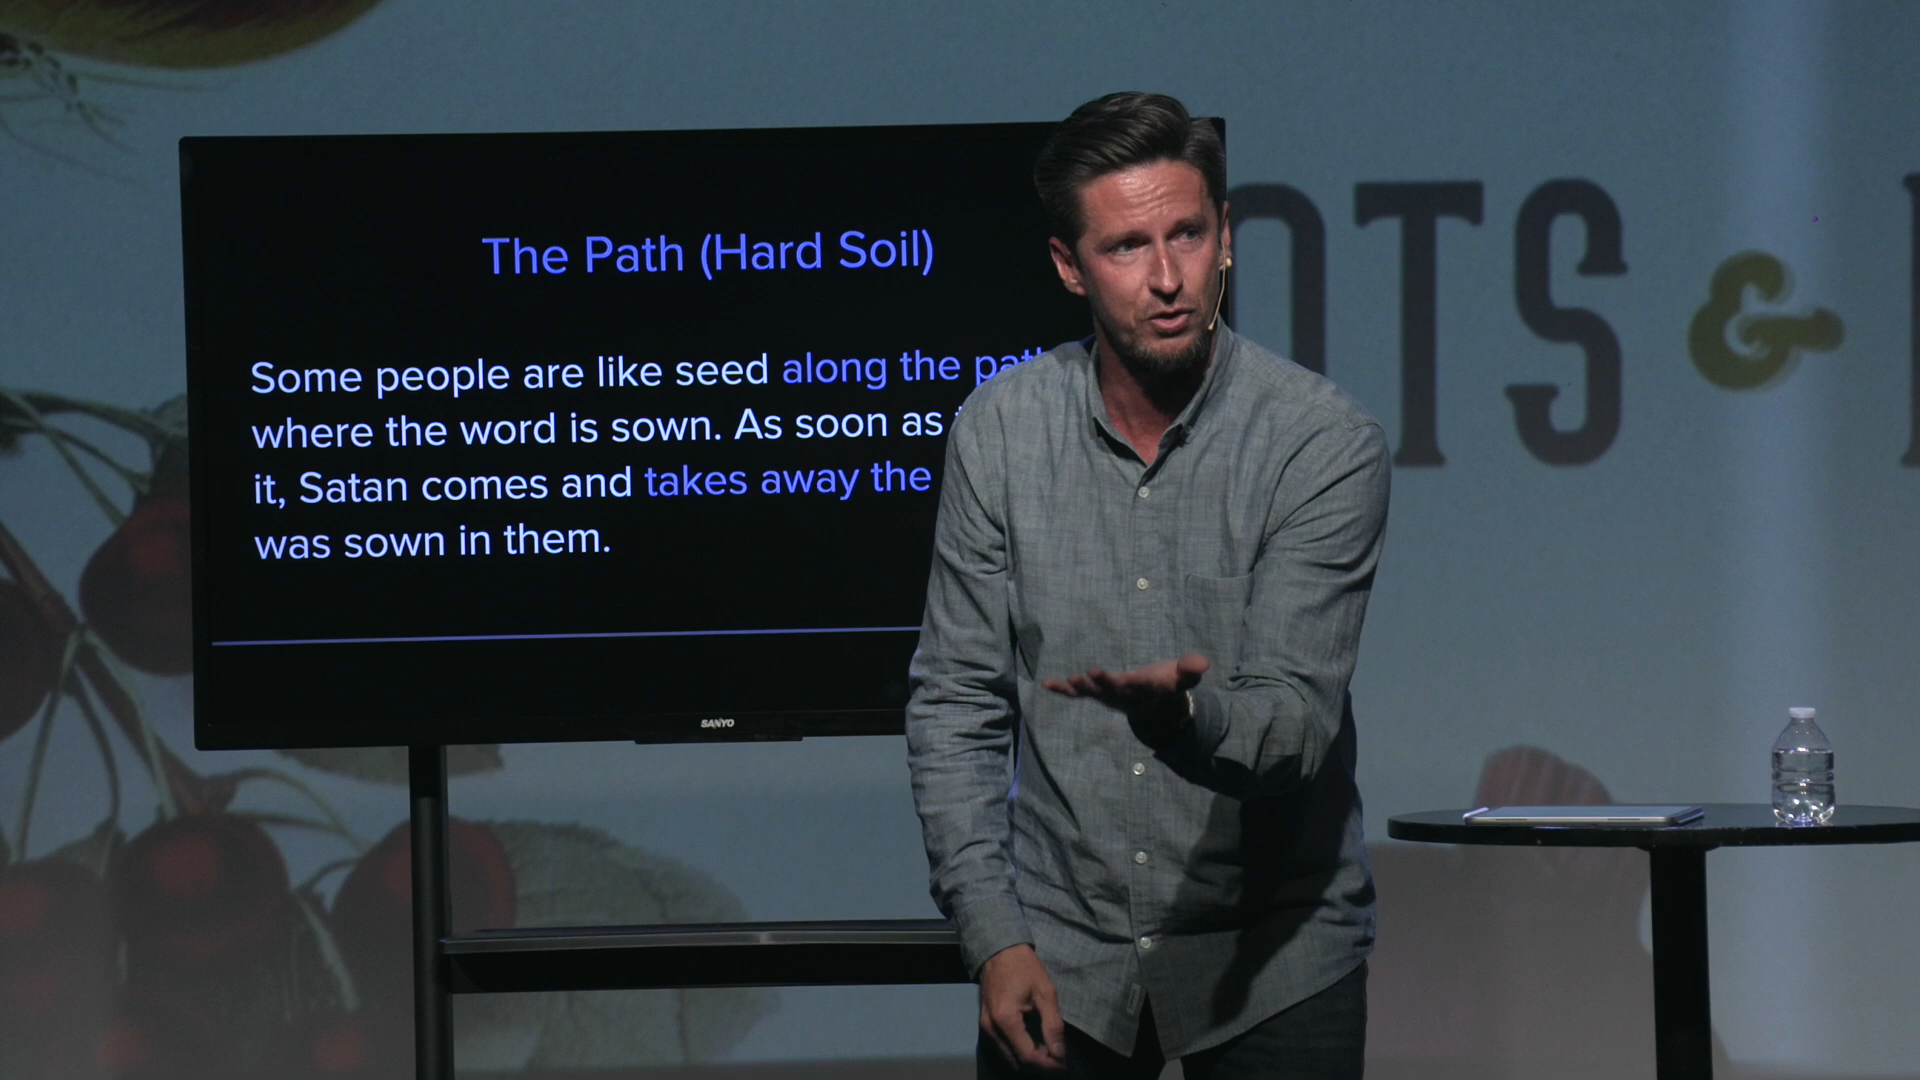 The Path (Hard Soil)
Some people are like seed along the
where the word is sown. As soon as
it, Satan comes and takes away the
was sown in them.
SANYO
OTS &